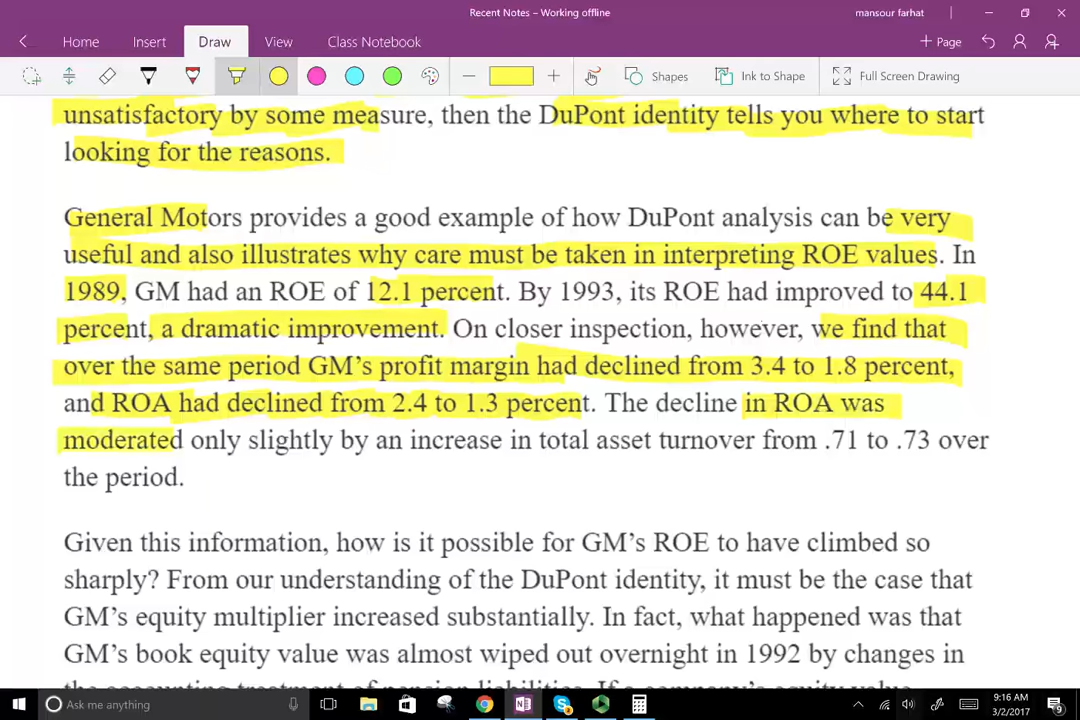 Recent Notes – Working offline
mansour farhat
Home Insert Draw View Class Notebook
Page
Shapes Ink to Shape Full Screen Drawing
unsatisfactory by some measure, then the DuPont identity tells you where to start
looking for the reasons.
General Motors provides a good example of how DuPont analysis can be very
useful and also illustrates why care must be taken in interpreting ROE values. In
1989, GM had an ROE of 12.1 percent. By 1993, its ROE had improved to 44.1
percent, a dramatic improvement. On closer inspection, however, we find that
over the same period GM's profit margin had declined from 3.4 to 1.8 percent,
and ROA had declined from 2.4 to 1.3 percent. The decline in ROA was
moderated only slightly by an increase in total asset turnover from .71 to .73 over
the period.
Given this information, how is it possible for GM's ROE to have climbed so
sharply? From our understanding of the DuPont identity, it must be the case that
GM's equity multiplier increased substantially. In fact, what happened was that
GM's book equity value was almost wiped out overnight in 1992 by changes in
the accounting treatment of pension liabilities. If a company's equity value
Ask me anything
9:16 AM
3/2/2017